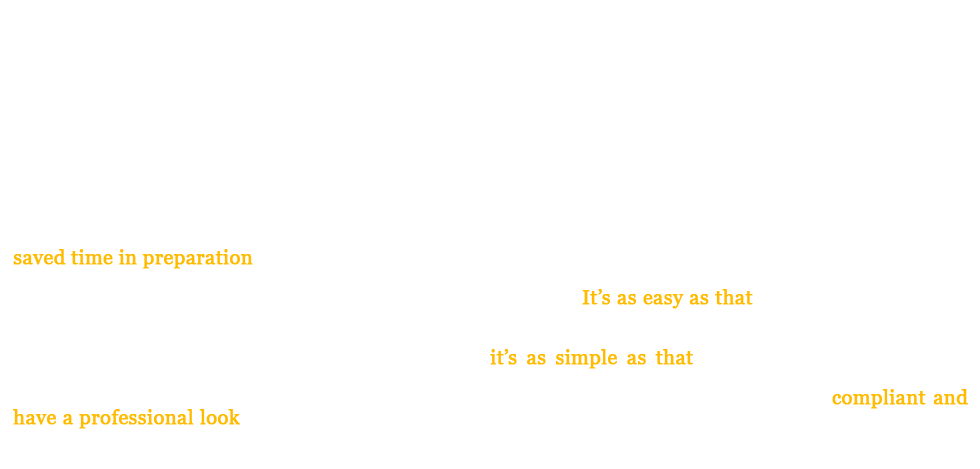 saved time in preparation
It’s as easy as that
it’s as simple as that
compliant and
have a professional look